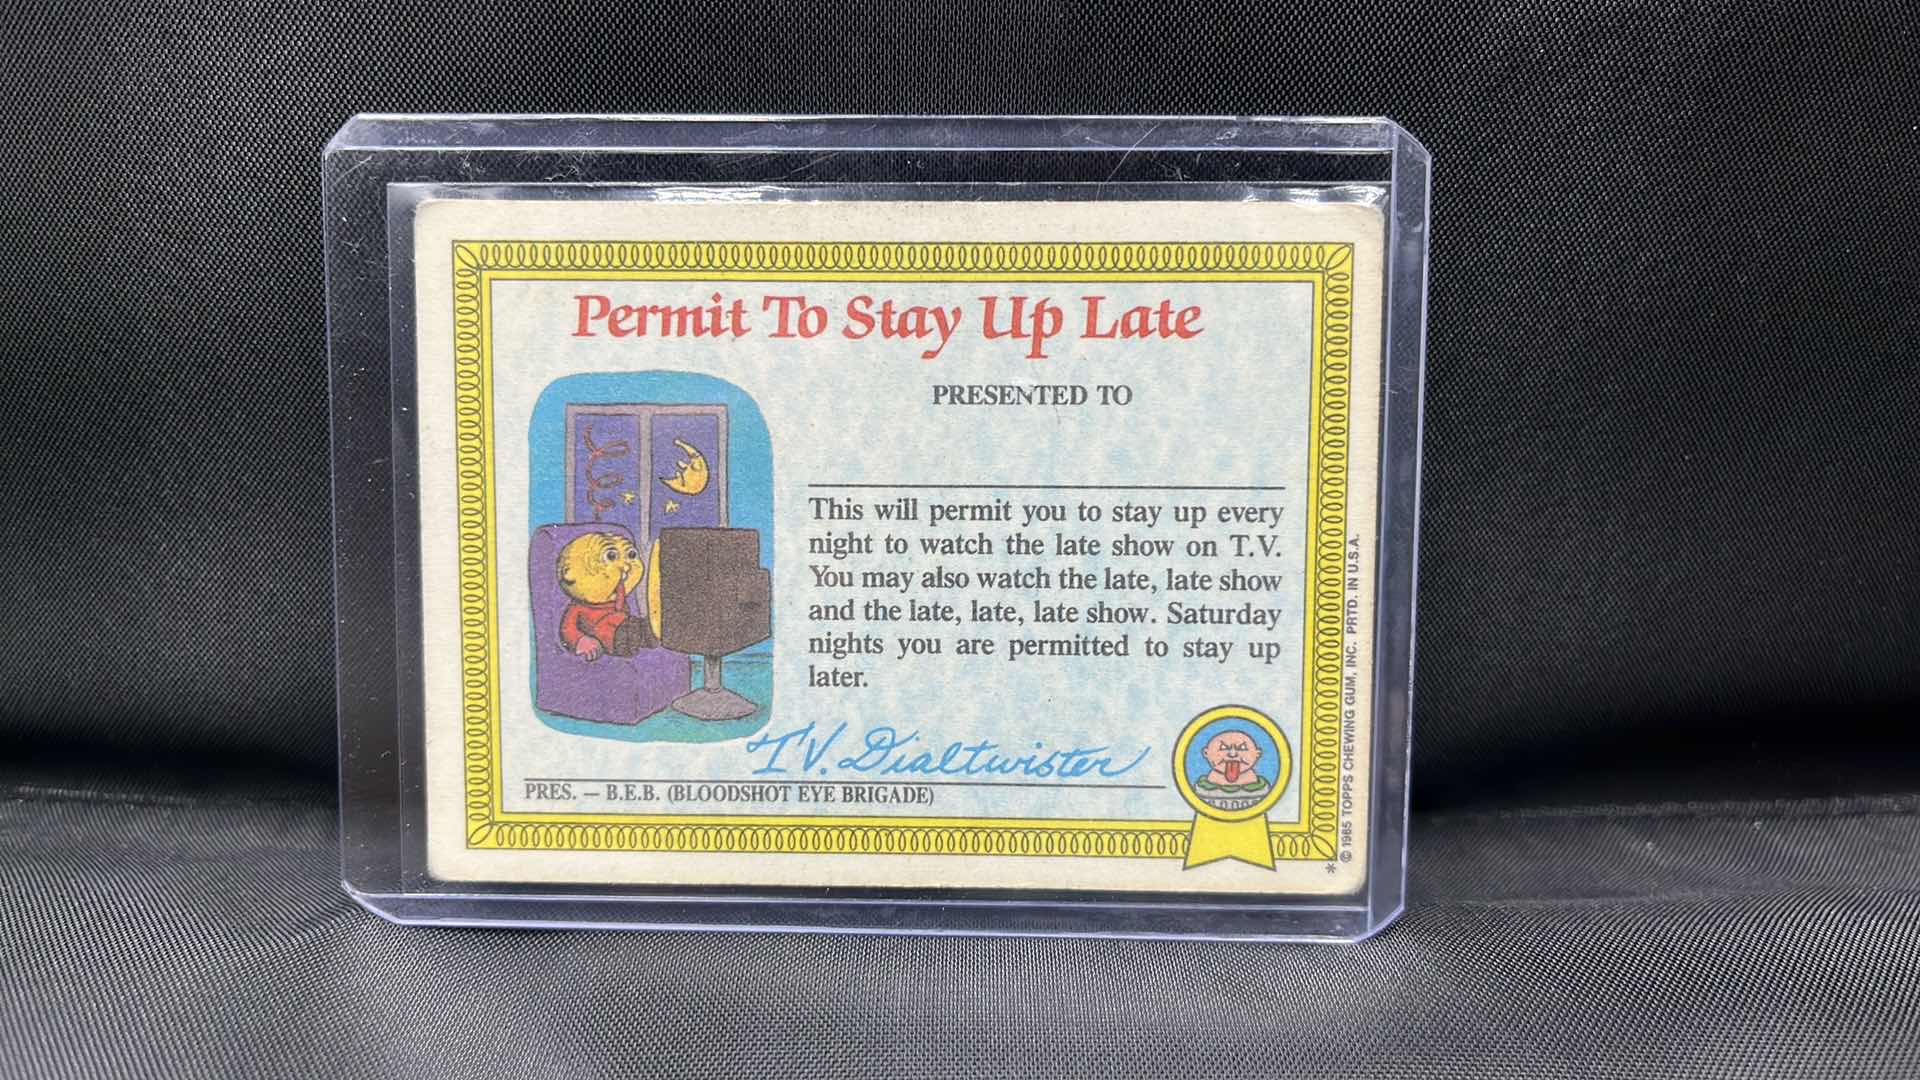 Permit To Stay Up Late
PRESENTED TO
This will permit you to stay up every
night to watch the late show on T.V.
You may also watch the late, late show
and the late, late, late show. Saturday
nights you are permitted to stay up
later.
T.V. Dialtwister
PRES. — B.E.B. (BLOODSHOT EYE BRIGADE)
* © 1985 TOPPS CHEWING GUM, INC. PRTD. IN U.S.A.